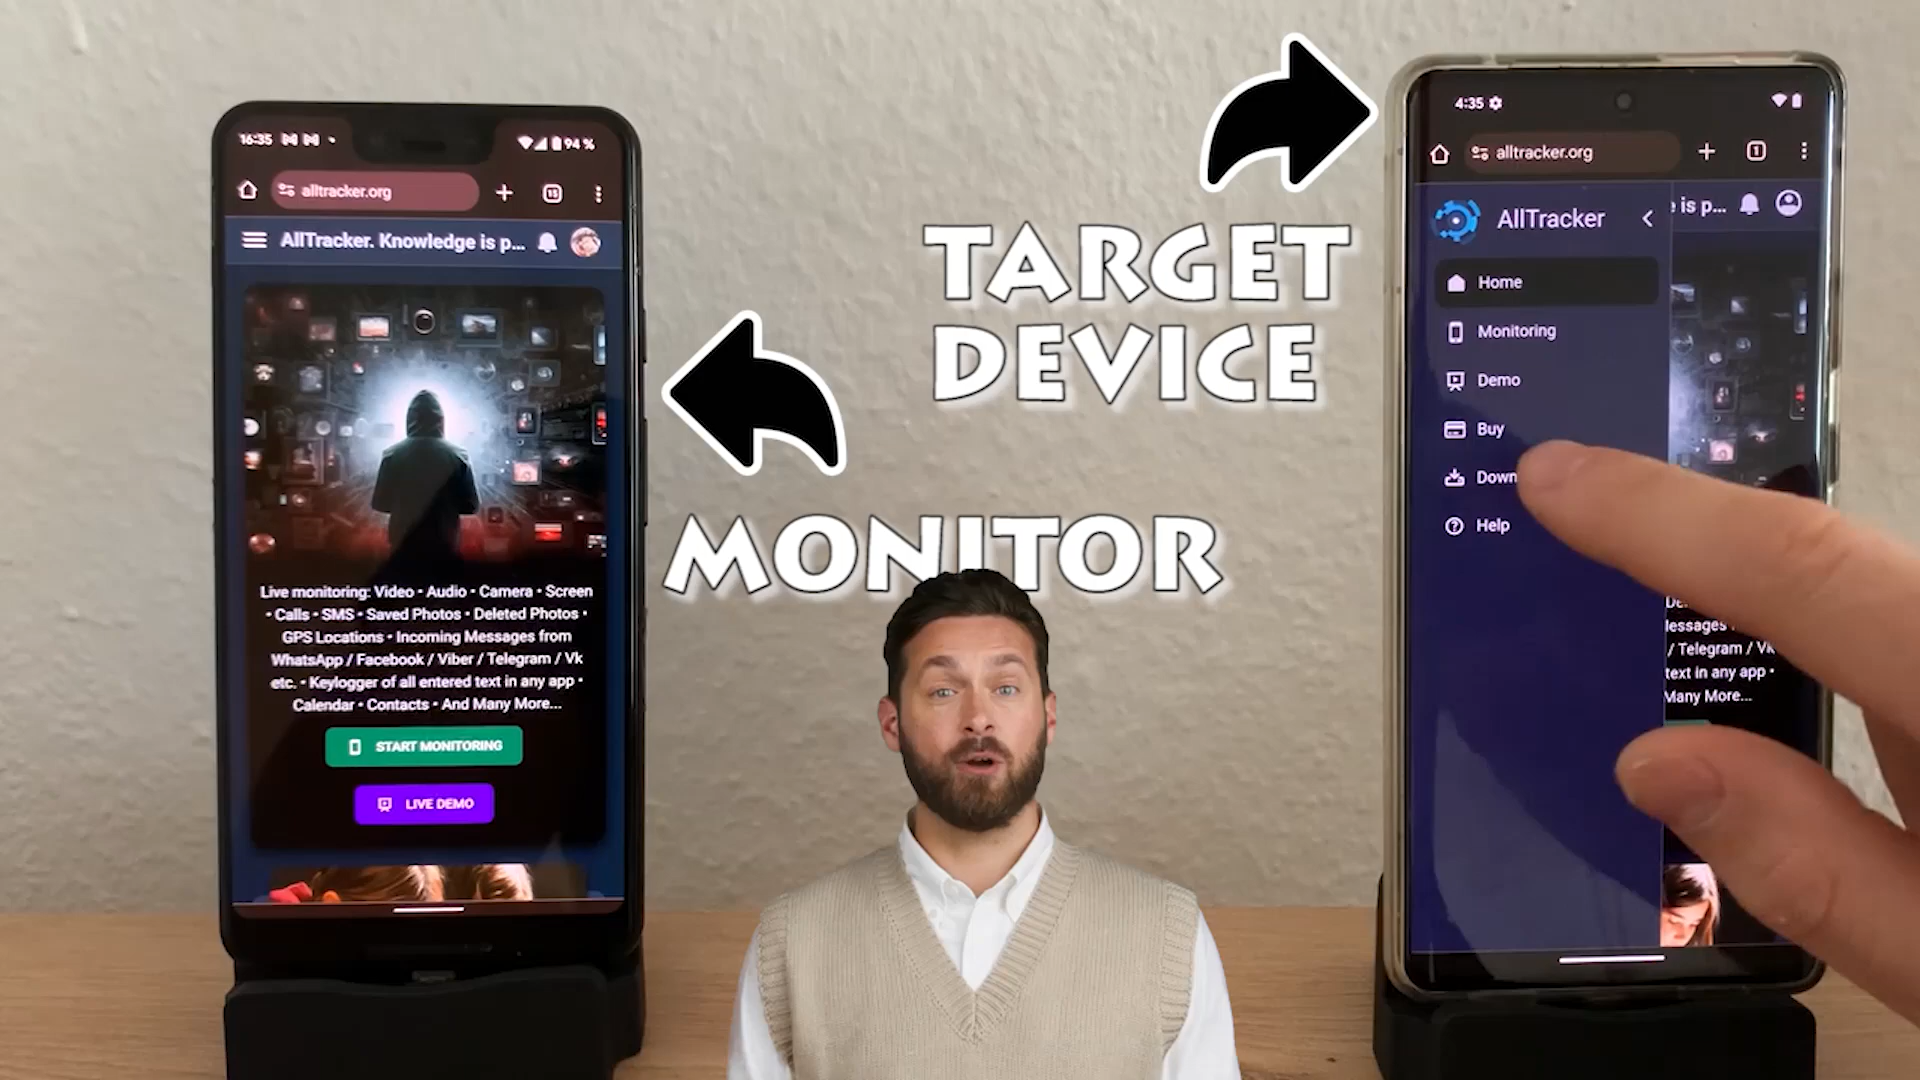 16:35
94 %
alltracker.org
15
AllTracker. Knowledge is p...
Live monitoring: Video • Audio • Camera • Screen
• Calls • SMS • Saved Photos • Deleted Photos •
GPS Locations • Incoming Messages from
WhatsApp / Facebook / Viber / Telegram / Vk
etc. • Keylogger of all entered text in any app •
Calendar • Contacts • And Many More...
START MONITORING
LIVE DEMO
TARGET
DEVICE
MONITOR
4:35
alltracker.org
1
AllTracker
is p...
Home
Monitoring
Demo
Buy
Down
Help
/ Telegram / Vk
text in any app •
Many More...